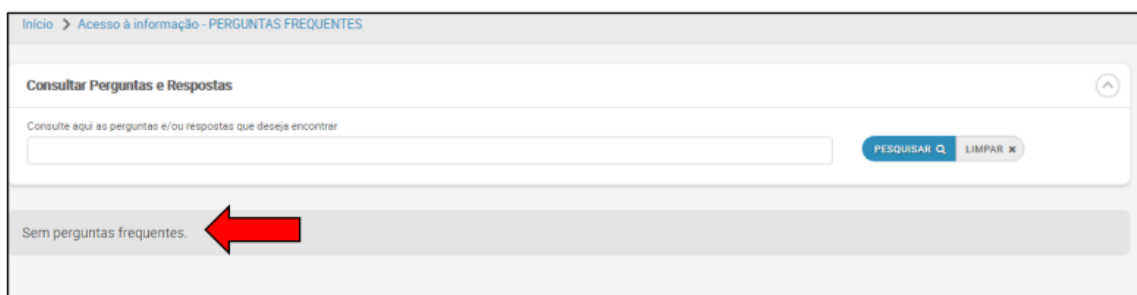 Início > Acesso à informação - PERGUNTAS FREQUENTES
Consultar Perguntas e Respostas
Consulte aqui as perguntas e/ou respostas que deseja encontrar
PESQUISAR LIMPAR ×
Sem perguntas frequentes.